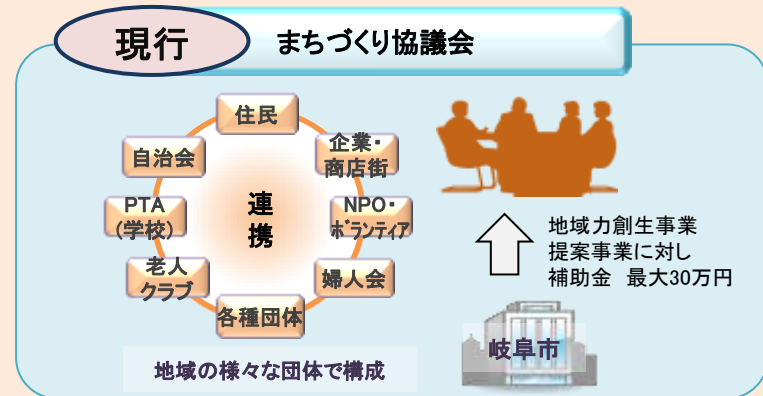 現行
まちづくり協議会
住民
自治会
企業・
商店街
PTA
(学校)
連
携
NPO・
ボランティア
老人
クラブ
婦人会
各種団体
地域の様々な団体で構成
地域力創生事業
提案事業に対し
補助金 最大30万円
岐阜市